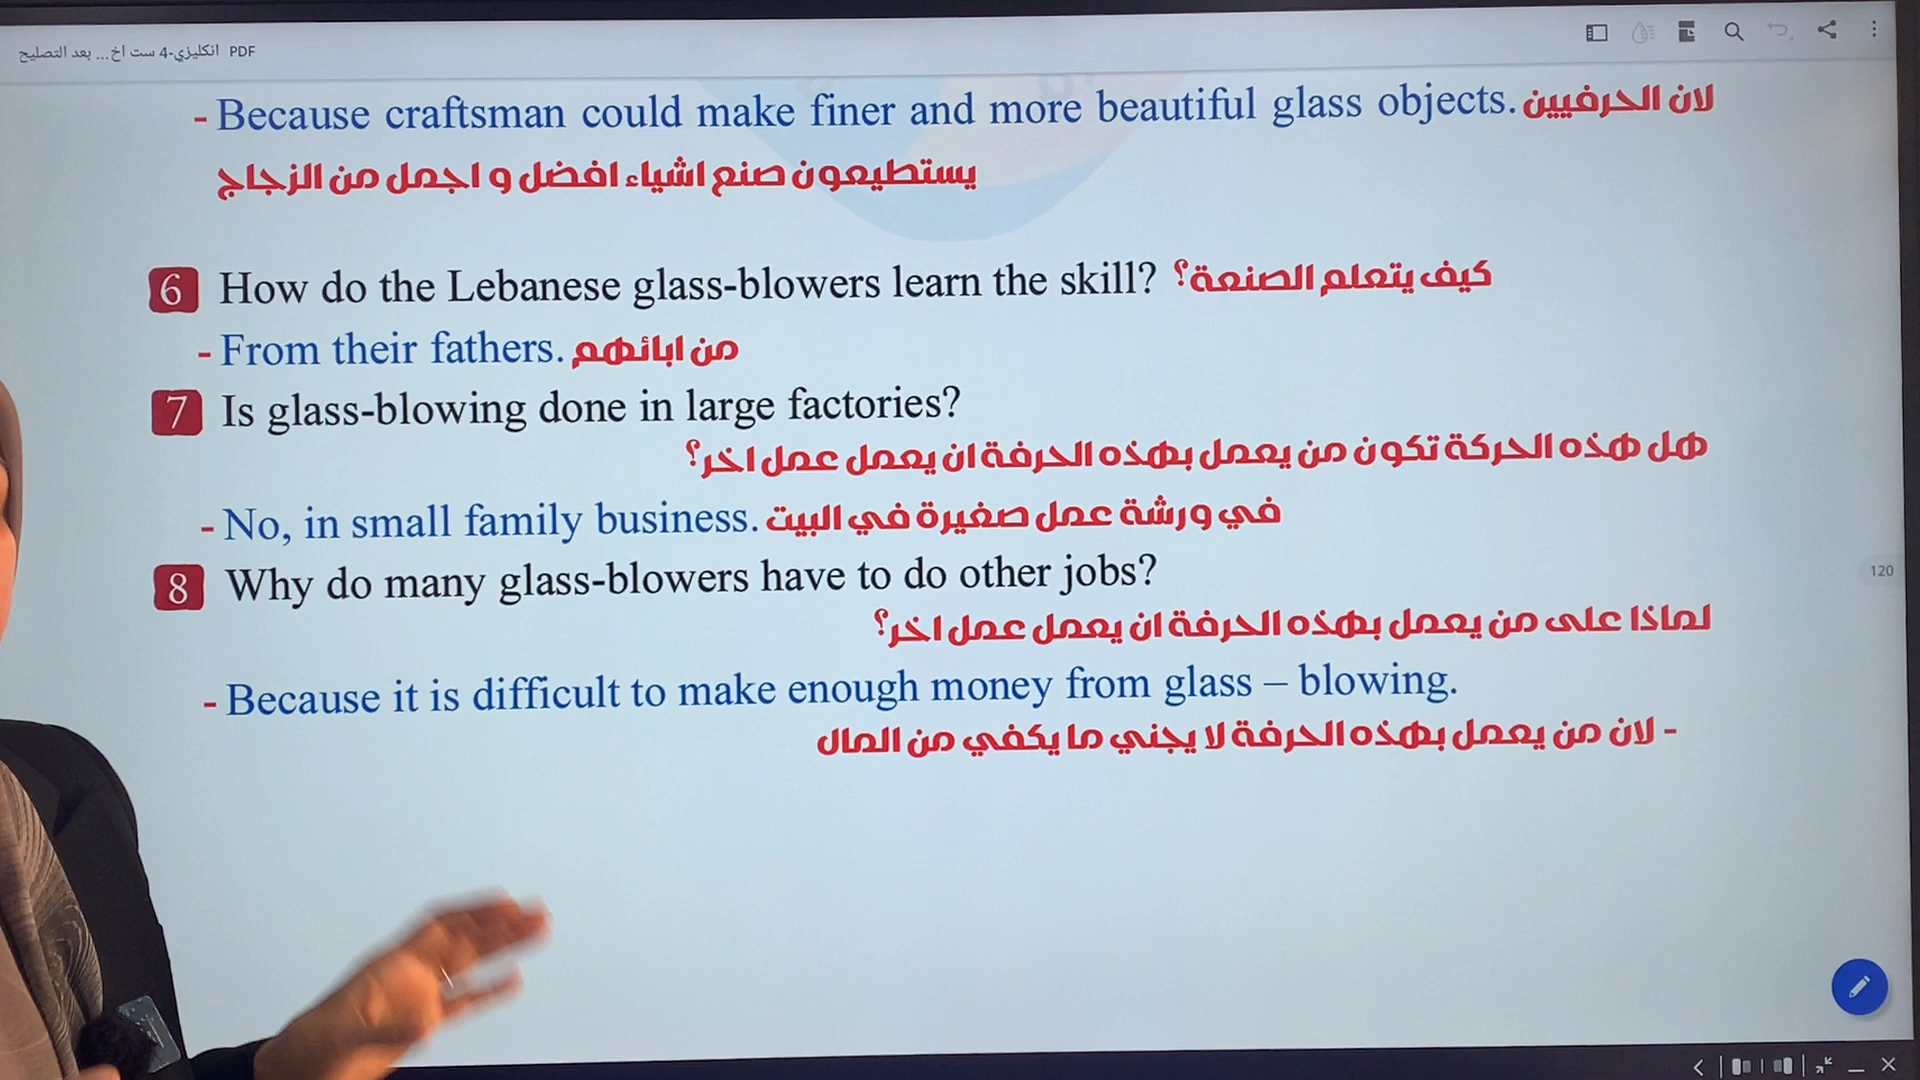 انكليزي-4 ست اخ... بعد التصليح PDF
- Because craftsman could make finer and more beautiful glass objects. لان الحرفيين
يستطيعون صنع اشياء افضل و اجمل من الزجاج
6 How do the Lebanese glass-blowers learn the skill? كيف يتعلم الصنعة؟
- From their fathers. من ابائهم
7 Is glass-blowing done in large factories?
هل هذه الحركة تكون من يعمل بهذه الحرفة ان يعمل عمل اخر؟
- No, in small family business. في ورشة عمل صغيرة في البيت
8 Why do many glass-blowers have to do other jobs?
120
لماذا على من يعمل بهذه الحرفة ان يعمل عمل اخر؟
- Because it is difficult to make enough money from glass – blowing.
- لان من يعمل بهذه الحرفة لا يجني ما يكفي من المال